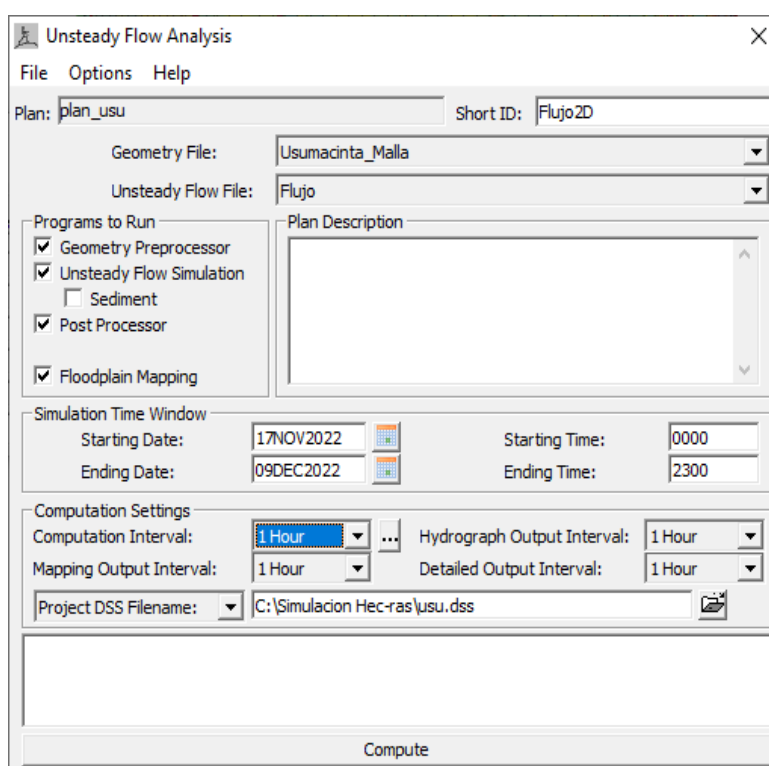 Unsteady Flow Analysis
File Options Help
Plan: plan_usu Short ID: Flujo2D
Geometry File: Usumacinta_Malla
Unsteady Flow File: Flujo
Programs to Run
Geometry Preprocessor
Unsteady Flow Simulation
Sediment
Post Processor
Floodplain Mapping
Plan Description
Simulation Time Window
Starting Date: 17NOV2022 Starting Time: 0000
Ending Date: 09DEC2022 Ending Time: 2300
Computation Settings
Computation Interval: 1 Hour ... Hydrograph Output Interval: 1 Hour
Mapping Output Interval: 1 Hour Detailed Output Interval: 1 Hour
Project DSS Filename: C:\Simulacion Hec-ras\usu.dss
Compute